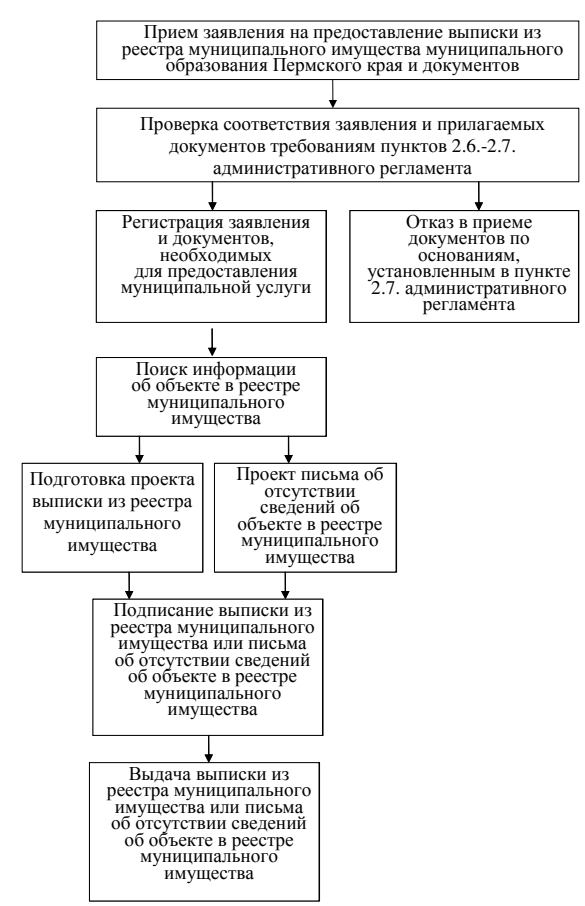 Прием заявления на предоставление выписки из
реестра муниципального имущества муниципального
образования Пермского края и документов
Проверка соответствия заявления и прилагаемых
документов требованиям пунктов 2.6.-2.7.
административного регламента
Регистрация заявления
и документов,
необходимых
для предоставления
муниципальной услуги
Отказ в приеме
документов по
основаниям,
установленным в пункте
2.7. административного
регламента
Поиск информации
об объекте в реестре
муниципального
имущества
Подготовка проекта
выписки из реестра
муниципального
имущества
Проект письма об
отсутствии
сведений об
объекте в реестре
муниципального
имущества
Подписание выписки из
реестра муниципального
имущества или письма
об отсутствии сведений
об объекте в реестре
муниципального
имущества
Выдача выписки из
реестра муниципального
имущества или письма
об отсутствии сведений
об объекте в реестре
муниципального
имущества